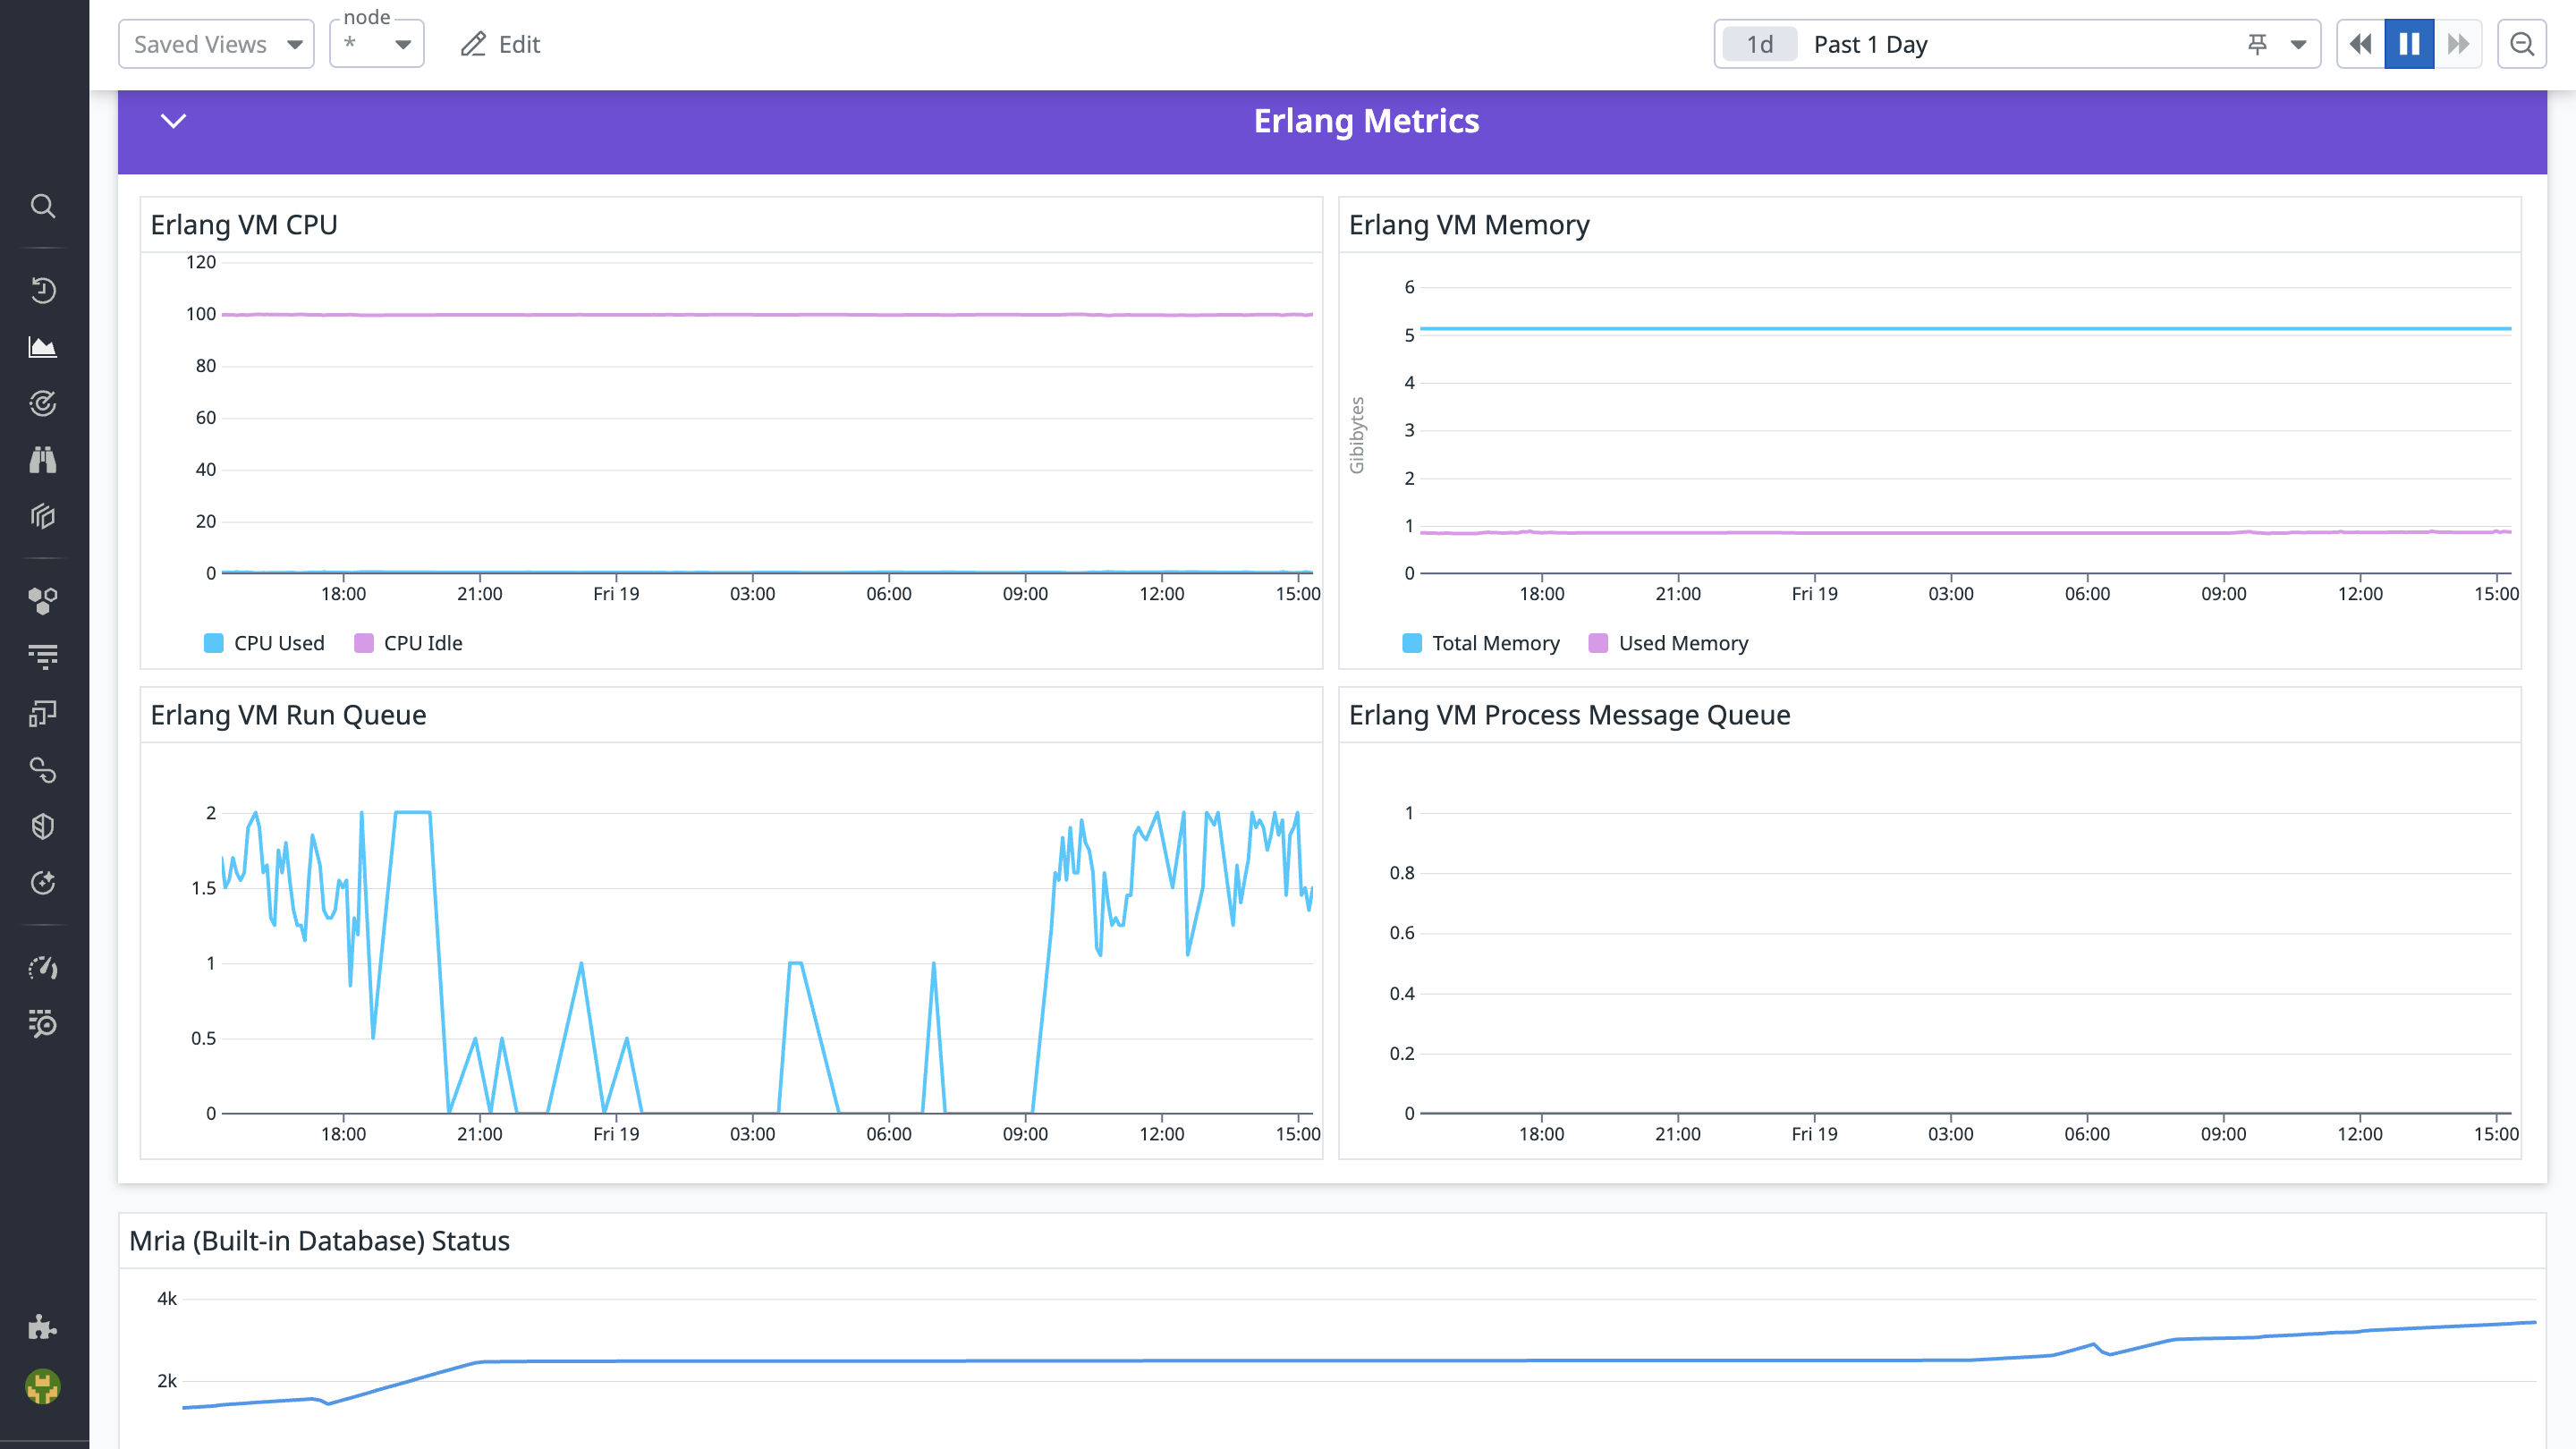 node
Saved Views
*
Edit
1d Past 1 Day
Erlang Metrics
Erlang VM CPU
120
100
80
60
40
20
0
18:00 21:00 Fri 19 03:00 06:00 09:00 12:00 15:00
CPU Used CPU Idle
Erlang VM Memory
Gibibytes
6
5
4
3
2
1
0
18:00 21:00 Fri 19 03:00 06:00 09:00 12:00 15:00
Total Memory Used Memory
Erlang VM Run Queue
2
1.5
1
0.5
0
18:00 21:00 Fri 19 03:00 06:00 09:00 12:00 15:00
Erlang VM Process Message Queue
1
0.8
0.6
0.4
0.2
0
18:00 21:00 Fri 19 03:00 06:00 09:00 12:00 15:00
Mria (Built-in Database) Status
4k
2k